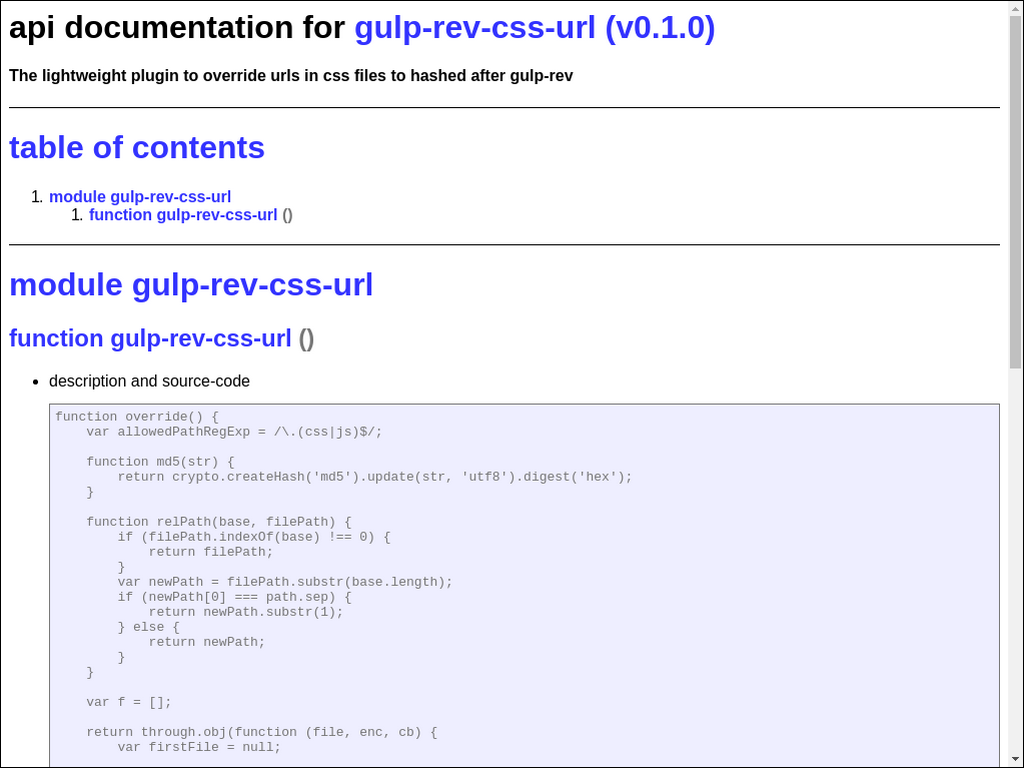 api documentation for gulp-rev-css-url (v0.1.0)
The lightweight plugin to override urls in css files to hashed after gulp-rev
table of contents
1. module gulp-rev-css-url
1. function gulp-rev-css-url ()
module gulp-rev-css-url
function gulp-rev-css-url ()
• description and source-code
function override() {
    var allowedPathRegExp = /\.(css|js)$/;

    function md5(str) {
        return crypto.createHash('md5').update(str, 'utf8').digest('hex');
    }

    function relPath(base, filePath) {
        if (filePath.indexOf(base) !== 0) {
            return filePath;
        }
        var newPath = filePath.substr(base.length);
        if (newPath[0] === path.sep) {
            return newPath.substr(1);
        } else {
            return newPath;
        }
    }

    var f = [];

    return through.obj(function (file, enc, cb) {
        var firstFile = null;